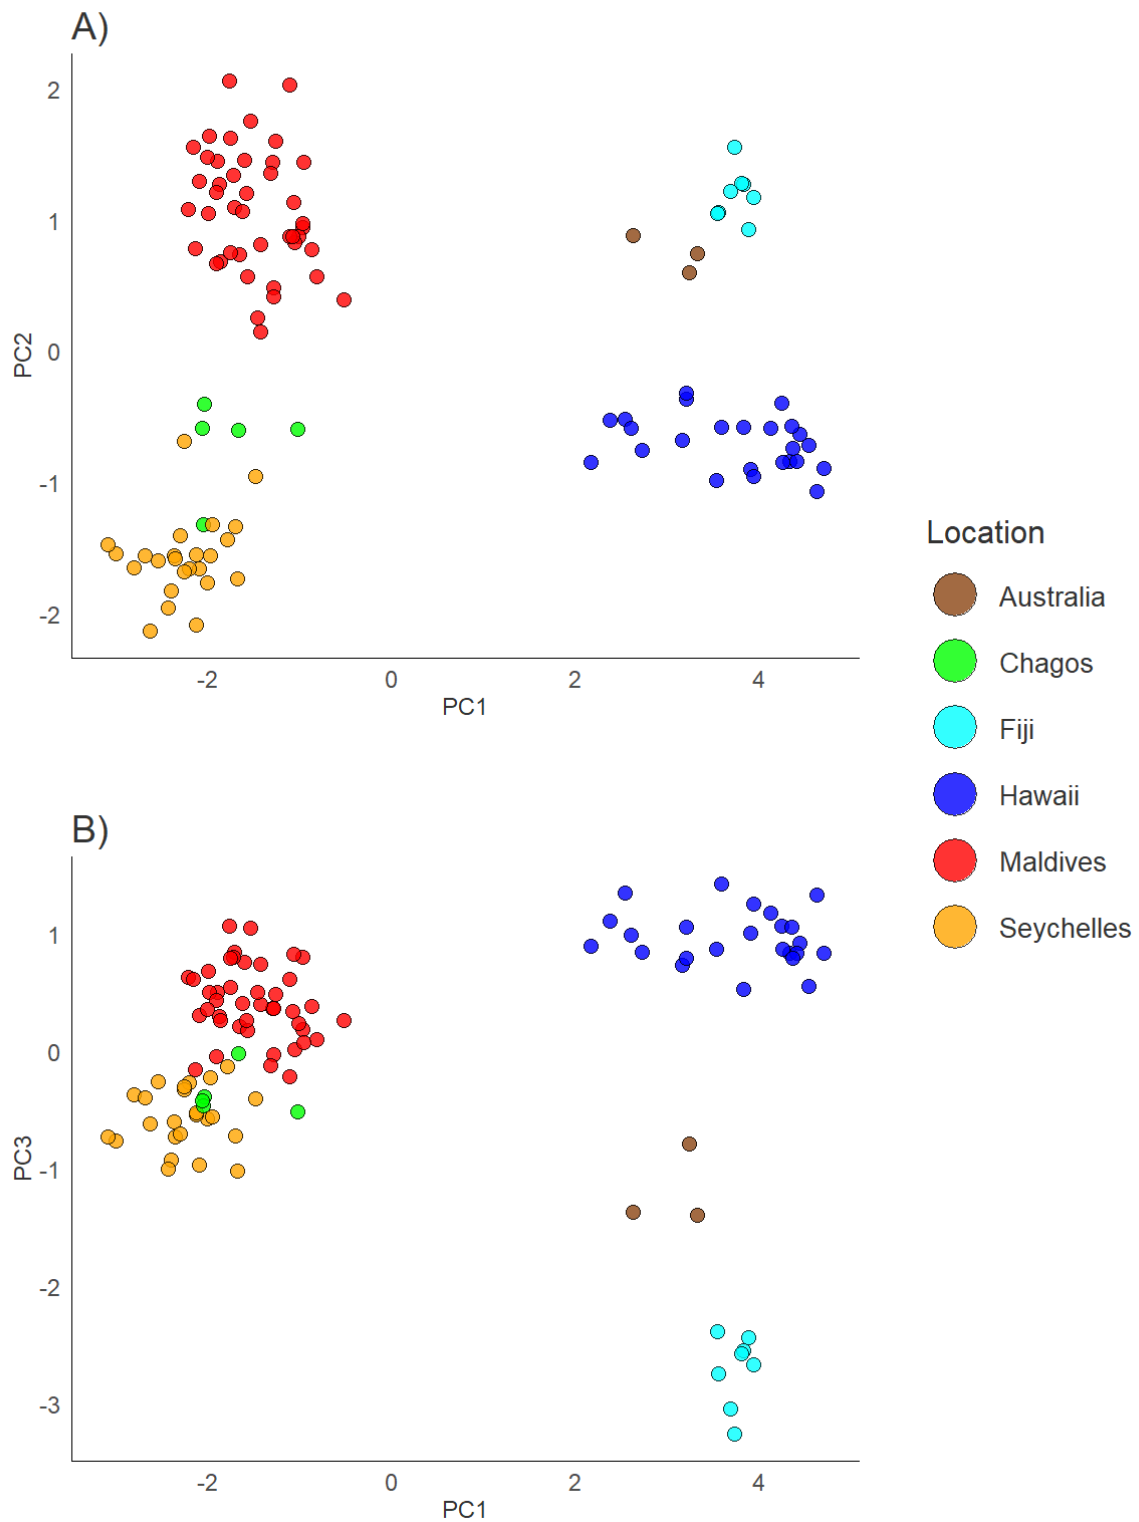 A)
2
1
0
-1
-2
PC2
-2 0 2 4
PC1
Location
Australia
Chagos
Fiji
Hawaii
Maldives
Seychelles
B)
1
0
-1
-2
-3
PC3
-2 0 2 4
PC1